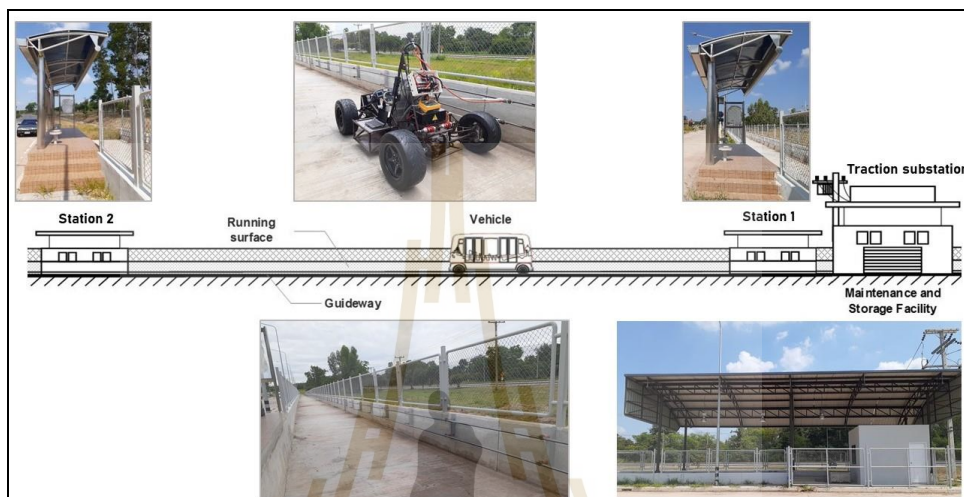 Traction substation
Station 2
Running
surface
Vehicle
Station 1
Guideway
Maintenance and
Storage Facility